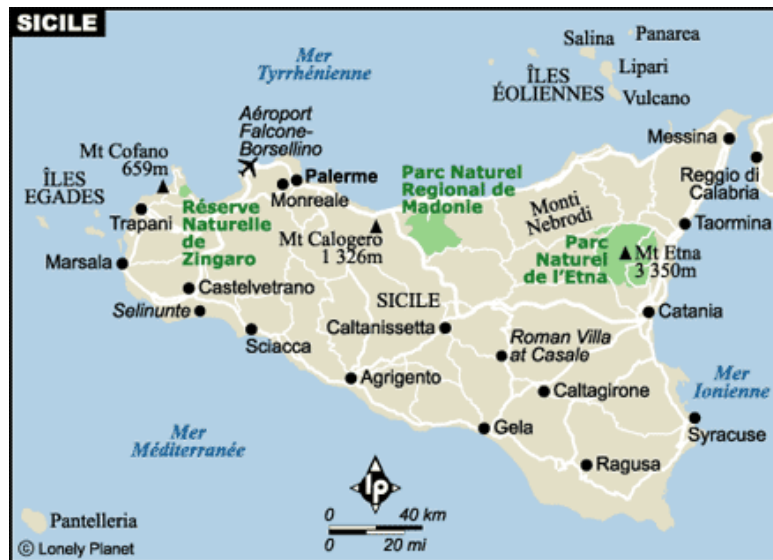 SICILE
Mer
Tyrrhénienne
Salina
Panarea
ÎLES
ÉOLIENNES
Lipari
Vulcano
Aéroport
Falcone-
Borsellino
Messina
Mt Cofano
659m
ÎLES
EGADES
Palerme
Monreale
Parc Naturel
Regional de
Madonie
Reggio di
Calabria
Trapani
Réserve
Naturelle
de
Zingaro
Mt Calogero
1 326m
Monti
Nebrodi
Taormina
Parc
Naturel
de l'Etna
Mt Etna
3 350m
Marsala
Castelvetrano
SICILE
Selinunte
Catania
Sciacca
Caltanissetta
Roman Villa
at Casale
Agrigento
Caltagirone
Mer
Ionienne
Mer
Méditerranée
Gela
Syracuse
Ragusa
lp
Pantelleria
0 40 km
0 20 mi
© Lonely Planet